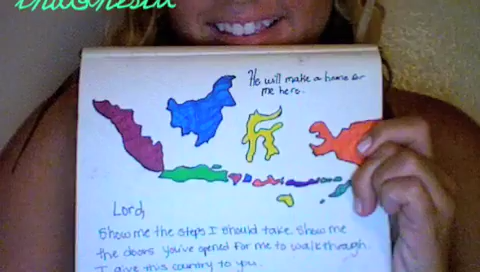 Indonesia
He will make a home for
me here.
Lord,
Show me the steps I should take. Show me
the doors you've opened for me to walk through.
I give this country to you.